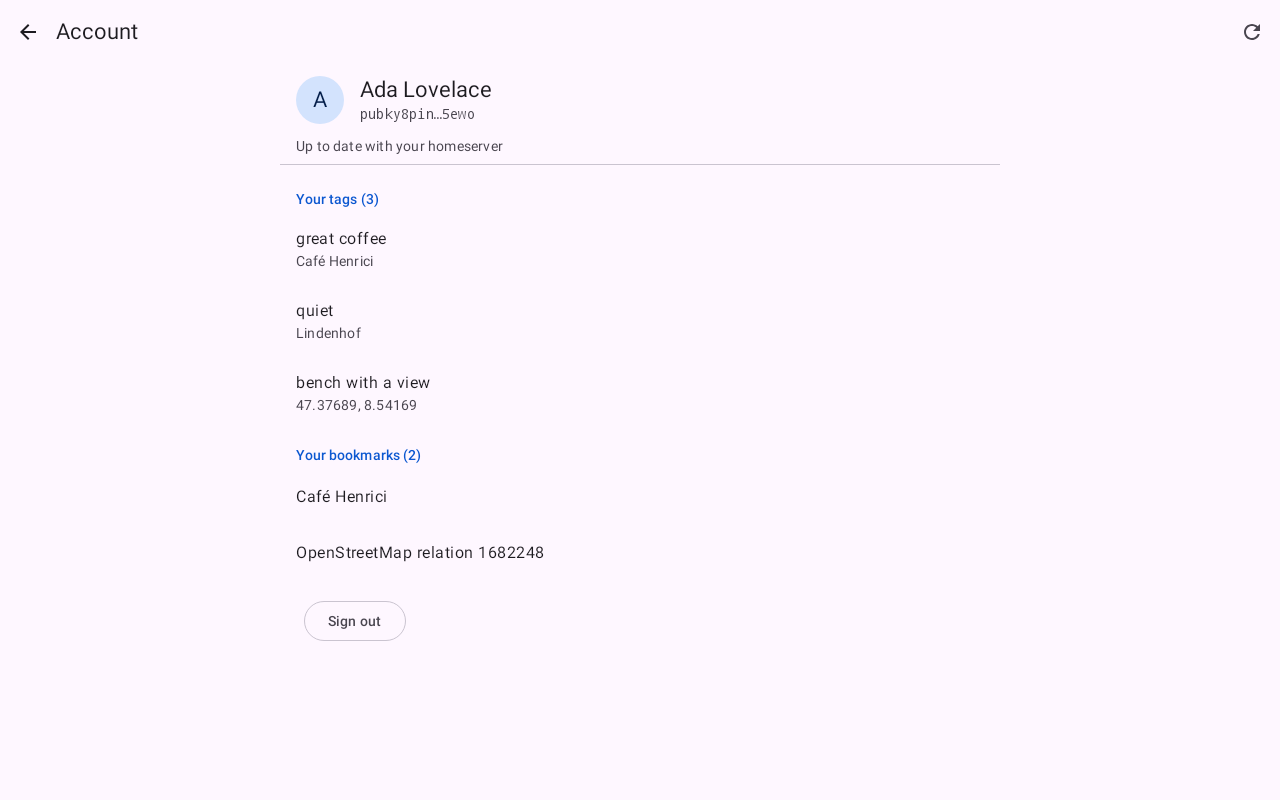 Account
A
Ada Lovelace
pubky8pin…5ewo
Up to date with your homeserver
Your tags (3)
great coffee
Café Henrici
quiet
Lindenhof
bench with a view
47.37689, 8.54169
Your bookmarks (2)
Café Henrici
OpenStreetMap relation 1682248
Sign out